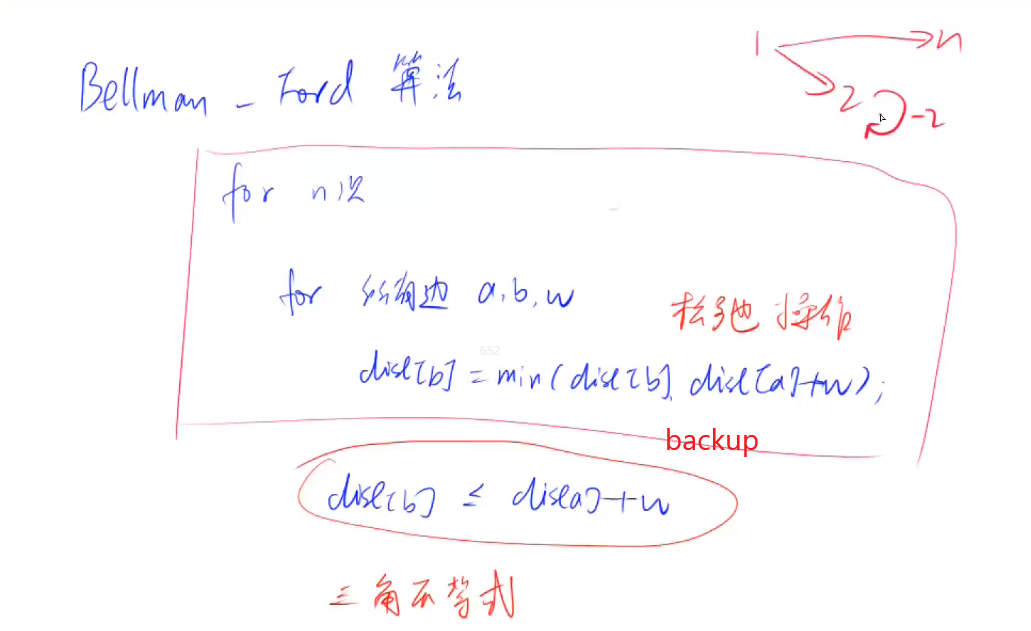 Bellman - Ford 算法
1 n
2 -2
for n次
for 所有边 a,b,w
松弛操作
652
dist[b] = min(dist[b], dist[a]+w);
backup
dist[b] ≤ dist[a]+w
三角不等式